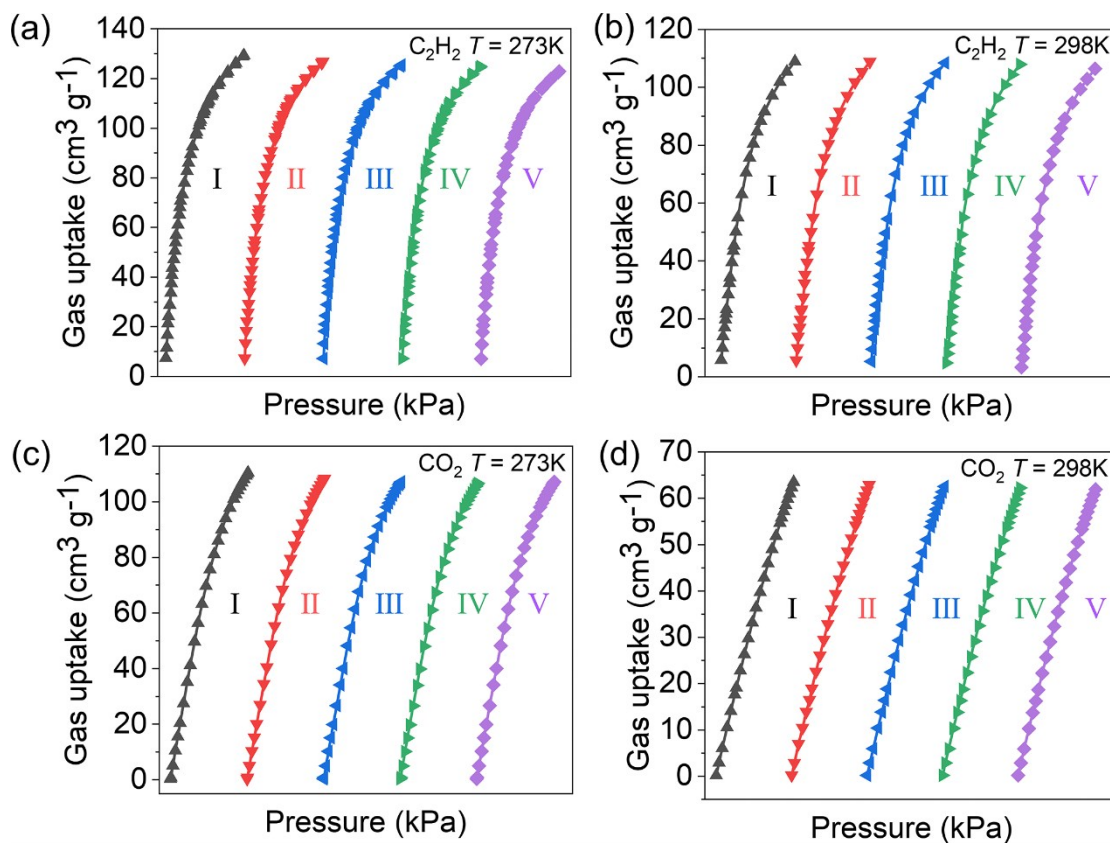 (a)
C₂H₂ T = 273K
140
120
100
80
60
40
20
0
Gas uptake (cm³ g⁻¹)
I II III IV V
Pressure (kPa)
(b)
C₂H₂ T = 298K
120
100
80
60
40
20
0
Gas uptake (cm³ g⁻¹)
I II III IV V
Pressure (kPa)
(c)
CO₂ T = 273K
120
100
80
60
40
20
0
Gas uptake (cm³ g⁻¹)
I II III IV V
Pressure (kPa)
(d)
CO₂ T = 298K
70
60
50
40
30
20
10
0
Gas uptake (cm³ g⁻¹)
I II III IV V
Pressure (kPa)